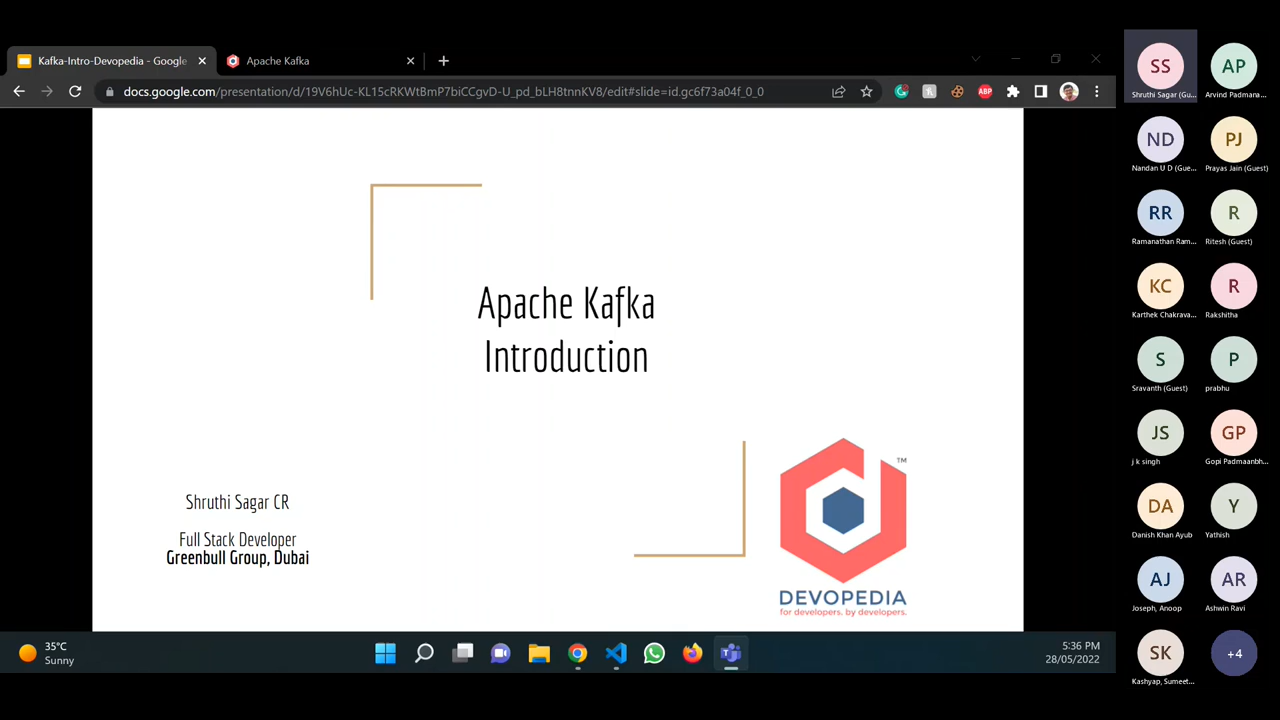 Kafka-Intro-Devopedia - Google
Apache Kafka
docs.google.com/presentation/d/19V6hUc-KL15cRKWtBmP7biCCgvD-U_pd_bLH8tnnKV8/edit#slide=id.gc6f73a04f_0_0
ABP
Apache Kafka
Introduction
Shruthi Sagar CR
Full Stack Developer
Greenbull Group, Dubai
TM
DEVOPEDIA
for developers. by developers.
35°C
Sunny
5:36 PM
28/05/2022
SS
Shruthi Sagar (Gu...
AP
Arvind Padmana...
ND
Nandan U D (Gue...
PJ
Prayas Jain (Guest)
RR
Ramanathan Ram...
R
Ritesh (Guest)
KC
Karthek Chakrava...
R
Rakshitha
S
Sravanth (Guest)
P
prabhu
JS
j k singh
GP
Gopi Padmaanbh...
DA
Danish Khan Ayub
Y
Yathish
AJ
Joseph, Anoop
AR
Ashwin Ravi
SK
Kashyap, Sumeet...
+4